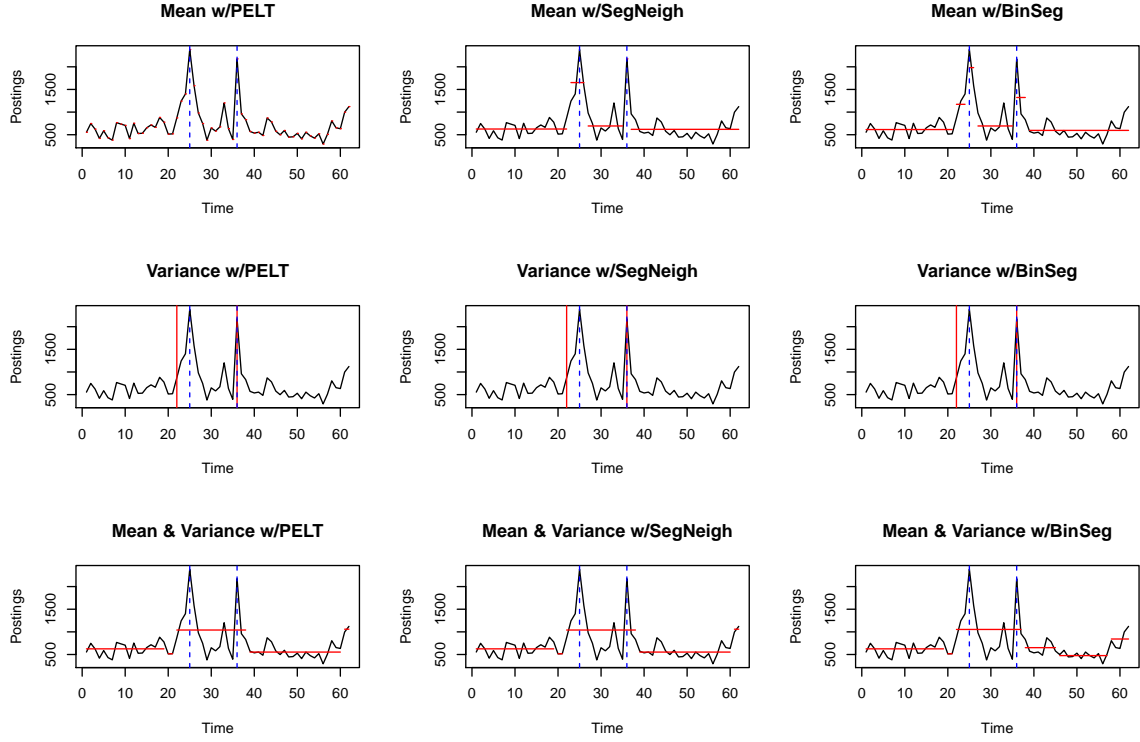 Mean w/PELT
Postings
500 1500
0 10 20 30 40 50 60
Time
Mean w/SegNeigh
Postings
500 1500
0 10 20 30 40 50 60
Time
Mean w/BinSeg
Postings
500 1500
0 10 20 30 40 50 60
Time
Variance w/PELT
Postings
500 1500
0 10 20 30 40 50 60
Time
Variance w/SegNeigh
Postings
500 1500
0 10 20 30 40 50 60
Time
Variance w/BinSeg
Postings
500 1500
0 10 20 30 40 50 60
Time
Mean & Variance w/PELT
Postings
500 1500
0 10 20 30 40 50 60
Time
Mean & Variance w/SegNeigh
Postings
500 1500
0 10 20 30 40 50 60
Time
Mean & Variance w/BinSeg
Postings
500 1500
0 10 20 30 40 50 60
Time